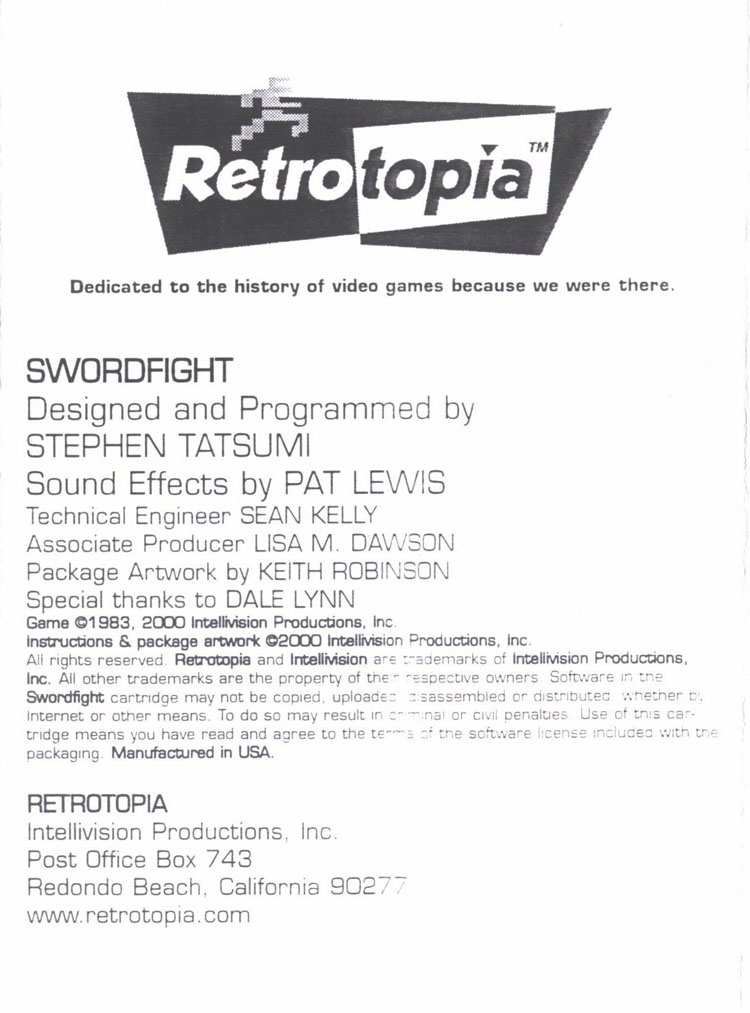 Retrotopia™
Dedicated to the history of video games because we were there.
SWORDFIGHT
Designed and Programmed by
STEPHEN TATSUMI
Sound Effects by PAT LEWIS
Technical Engineer SEAN KELLY
Associate Producer LISA M. DAWSON
Package Artwork by KEITH ROBINSON
Special thanks to DALE LYNN
Game ©1983, 2000 Intellivision Productions, Inc.
Instructions & package artwork ©2000 Intellivision Productions, Inc.
All rights reserved. Retrotopia and Intellivision are trademarks of Intellivision Productions,
Inc. All other trademarks are the property of their respective owners. Software in the
Swordfight cartridge may not be copied, uploaded disassembled or distributed whether by
Internet or other means. To do so may result in criminal or civil penalties. Use of this car-
tridge means you have read and agree to the terms of the software license included with the
packaging. Manufactured in USA.
RETROTOPIA
Intellivision Productions, Inc.
Post Office Box 743
Redondo Beach, California 90277
www.retrotopia.com